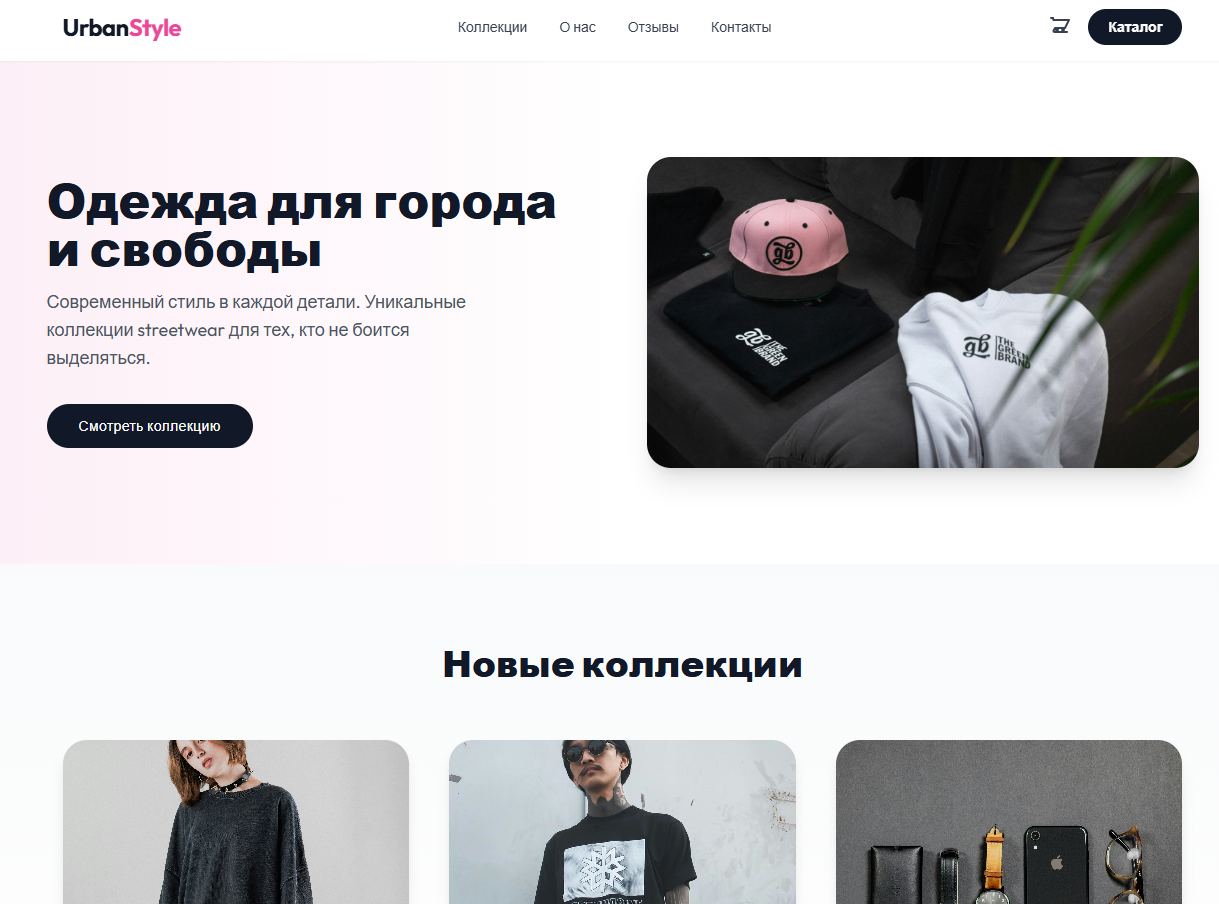 UrbanStyle
Коллекции
О нас
Отзывы
Контакты
Каталог
Одежда для города
и свободы
Современный стиль в каждой детали. Уникальные
коллекции streetwear для тех, кто не боится
выделяться.
Смотреть коллекцию
gb
gb THE
GREEN
BRAND
gb THE
GREEN
BRAND
Новые коллекции